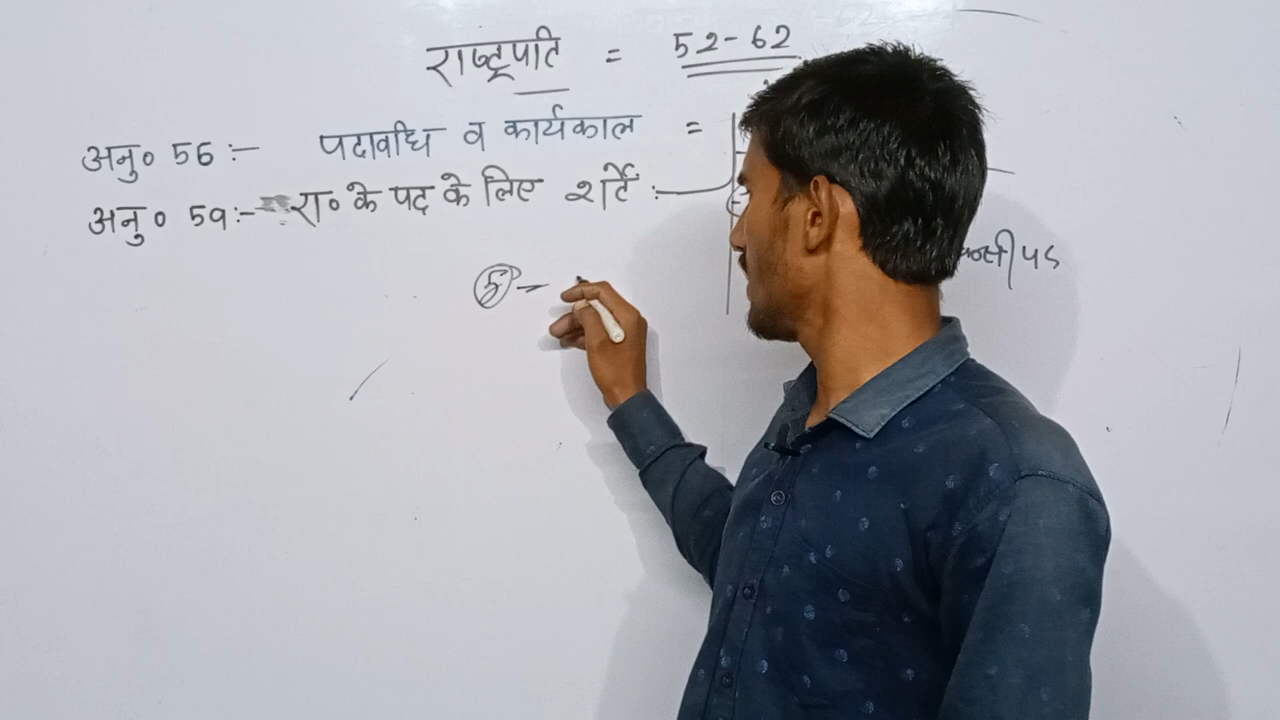 राष्ट्रपति = 52-62
अनु० 56 :- पदावधि व कार्यकाल =
अनु० 59 :- रा० के पद के लिए शर्तें :-
5 -